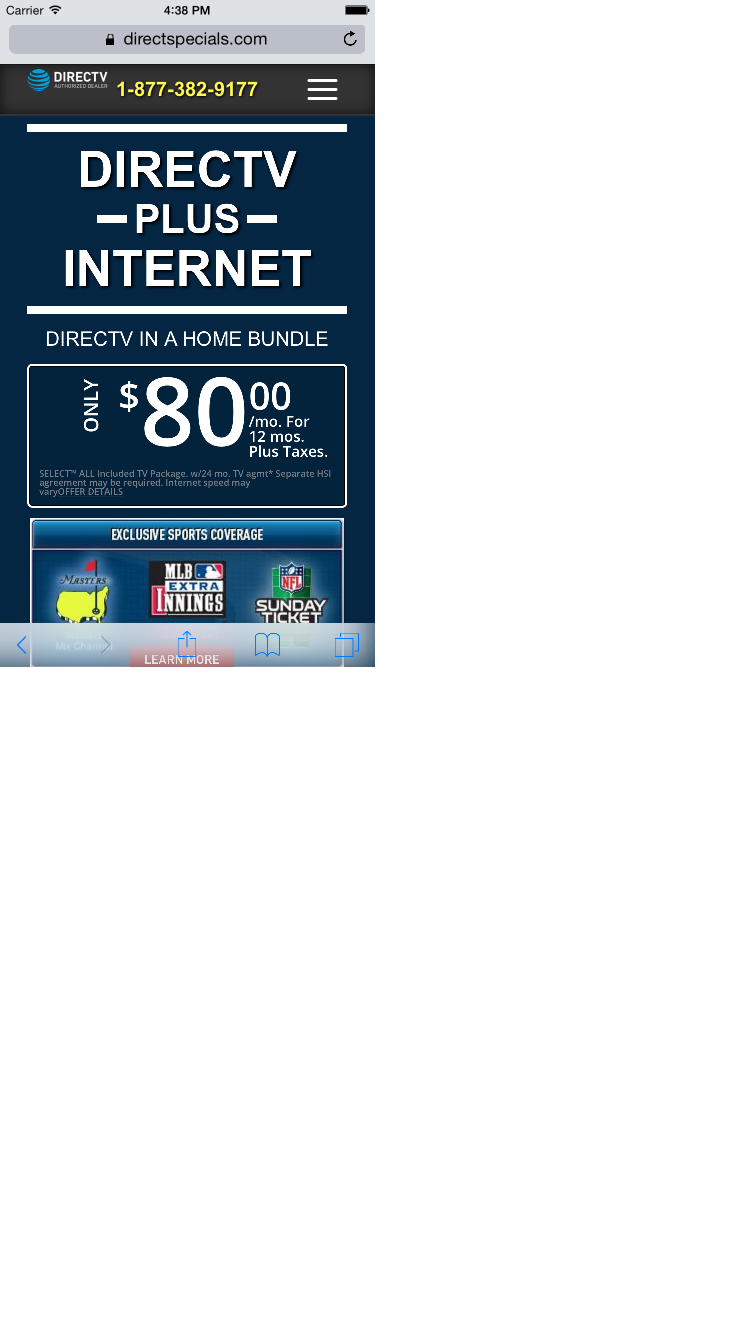 Carrier 4:38 PM
directspecials.com
DIRECTV
AUTHORIZED DEALER
1-877-382-9177
DIRECTV
PLUS
INTERNET
DIRECTV IN A HOME BUNDLE
ONLY
$80 00
/mo. For
12 mos.
Plus Taxes.
SELECT™ ALL Included TV Package. w/24 mo. TV agmt* Separate HSI
agreement may be required. Internet speed may
varyOFFER DETAILS
EXCLUSIVE SPORTS COVERAGE
MASTERS
MLB
EXTRA
INNINGS
NFL
SUNDAY
TICKET
Mix Channel
LEARN MORE